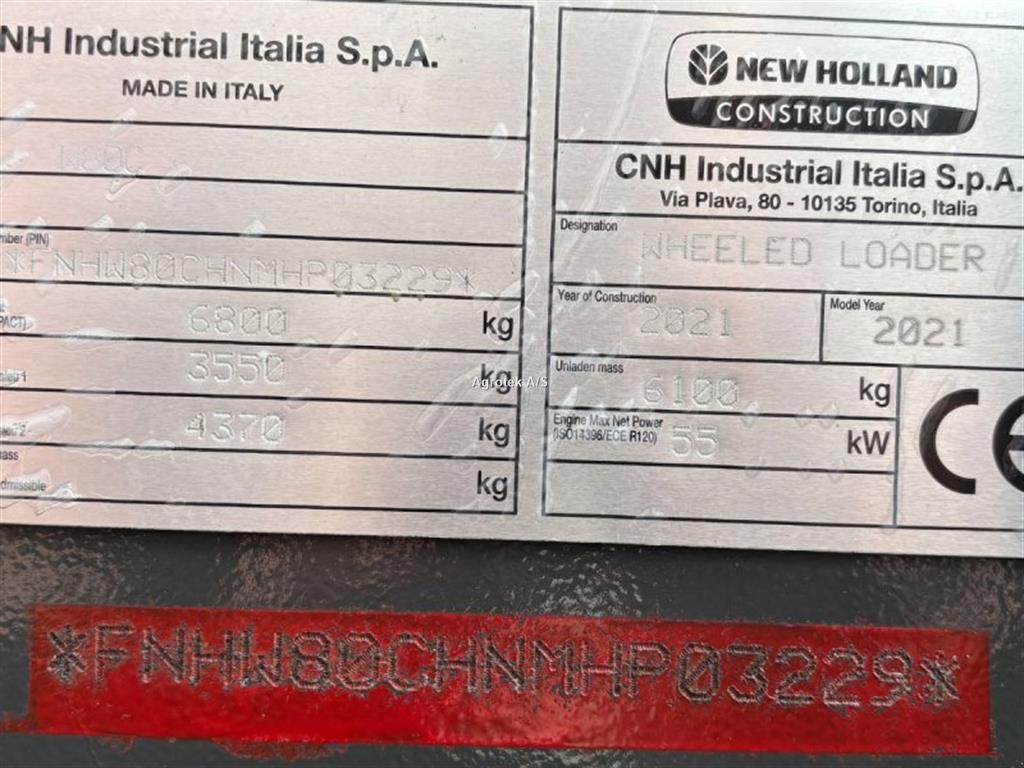 CNH Industrial Italia S.p.A.
MADE IN ITALY
W80C
(PIN)
*FNHW80CHNMHP03229*
6800 kg
3550 kg
4370 kg
kg
NEW HOLLAND
CONSTRUCTION
CNH Industrial Italia S.p.A.
Via Plava, 80 - 10135 Torino, Italia
Designation
WHEELED LOADER
Year of Construction
2021
Model Year
2021
Unladen mass
6100 kg
Engine Max Net Power
(ISO14396/ECE R120) 55 kW
CE
Agrotek A/S
*FNHW80CHNMHP03229*